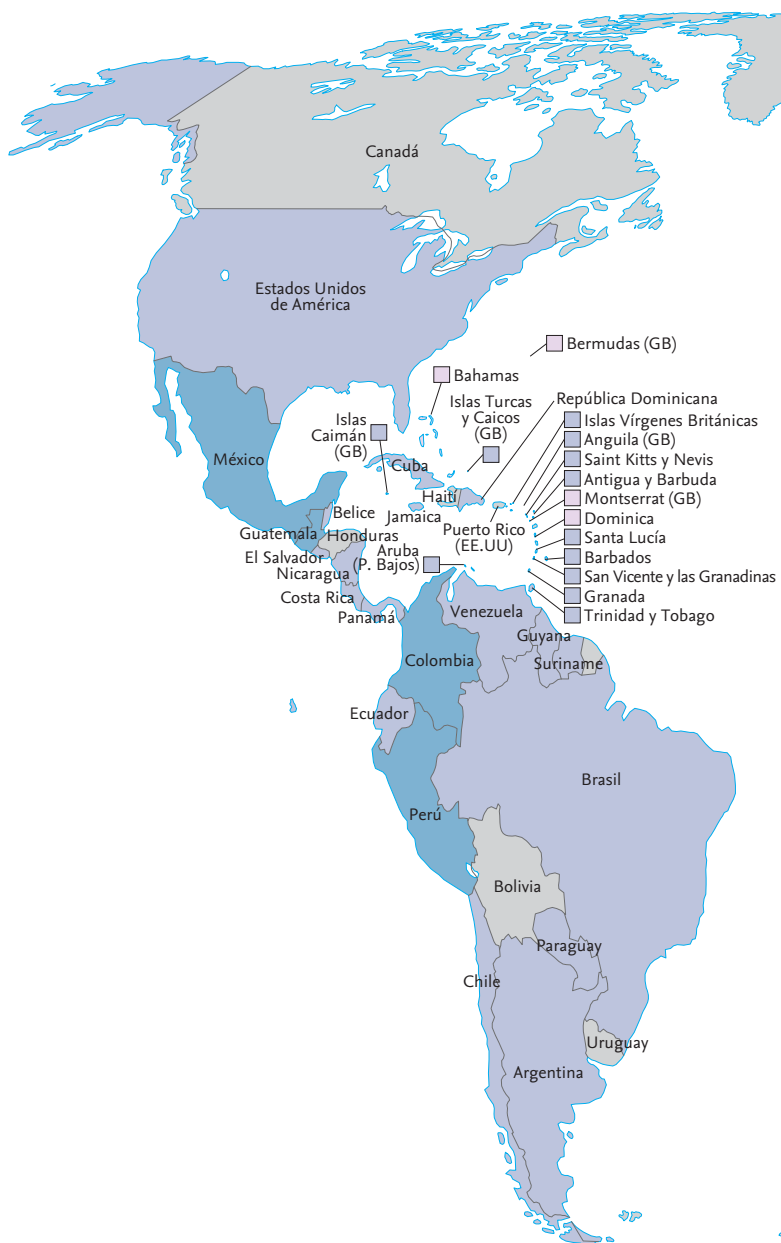 Canadá
Estados Unidos
de América
Bermudas (GB)
Bahamas
República Dominicana
Islas Turcas
y Caicos
(GB)
Islas
Caimán
(GB)
Islas Vírgenes Británicas
Anguila (GB)
Saint Kitts y Nevis
Antigua y Barbuda
Montserrat (GB)
Dominica
Santa Lucía
Barbados
San Vicente y las Granadinas
Granada
Trinidad y Tobago
México
Cuba
Haití
Jamaica
Puerto Rico
(EE.UU)
Belice
Guatemala
Honduras
El Salvador
Nicaragua
Aruba
(P. Bajos)
Costa Rica
Panamá
Venezuela
Guyana
Suriname
Colombia
Ecuador
Brasil
Perú
Bolivia
Paraguay
Chile
Uruguay
Argentina